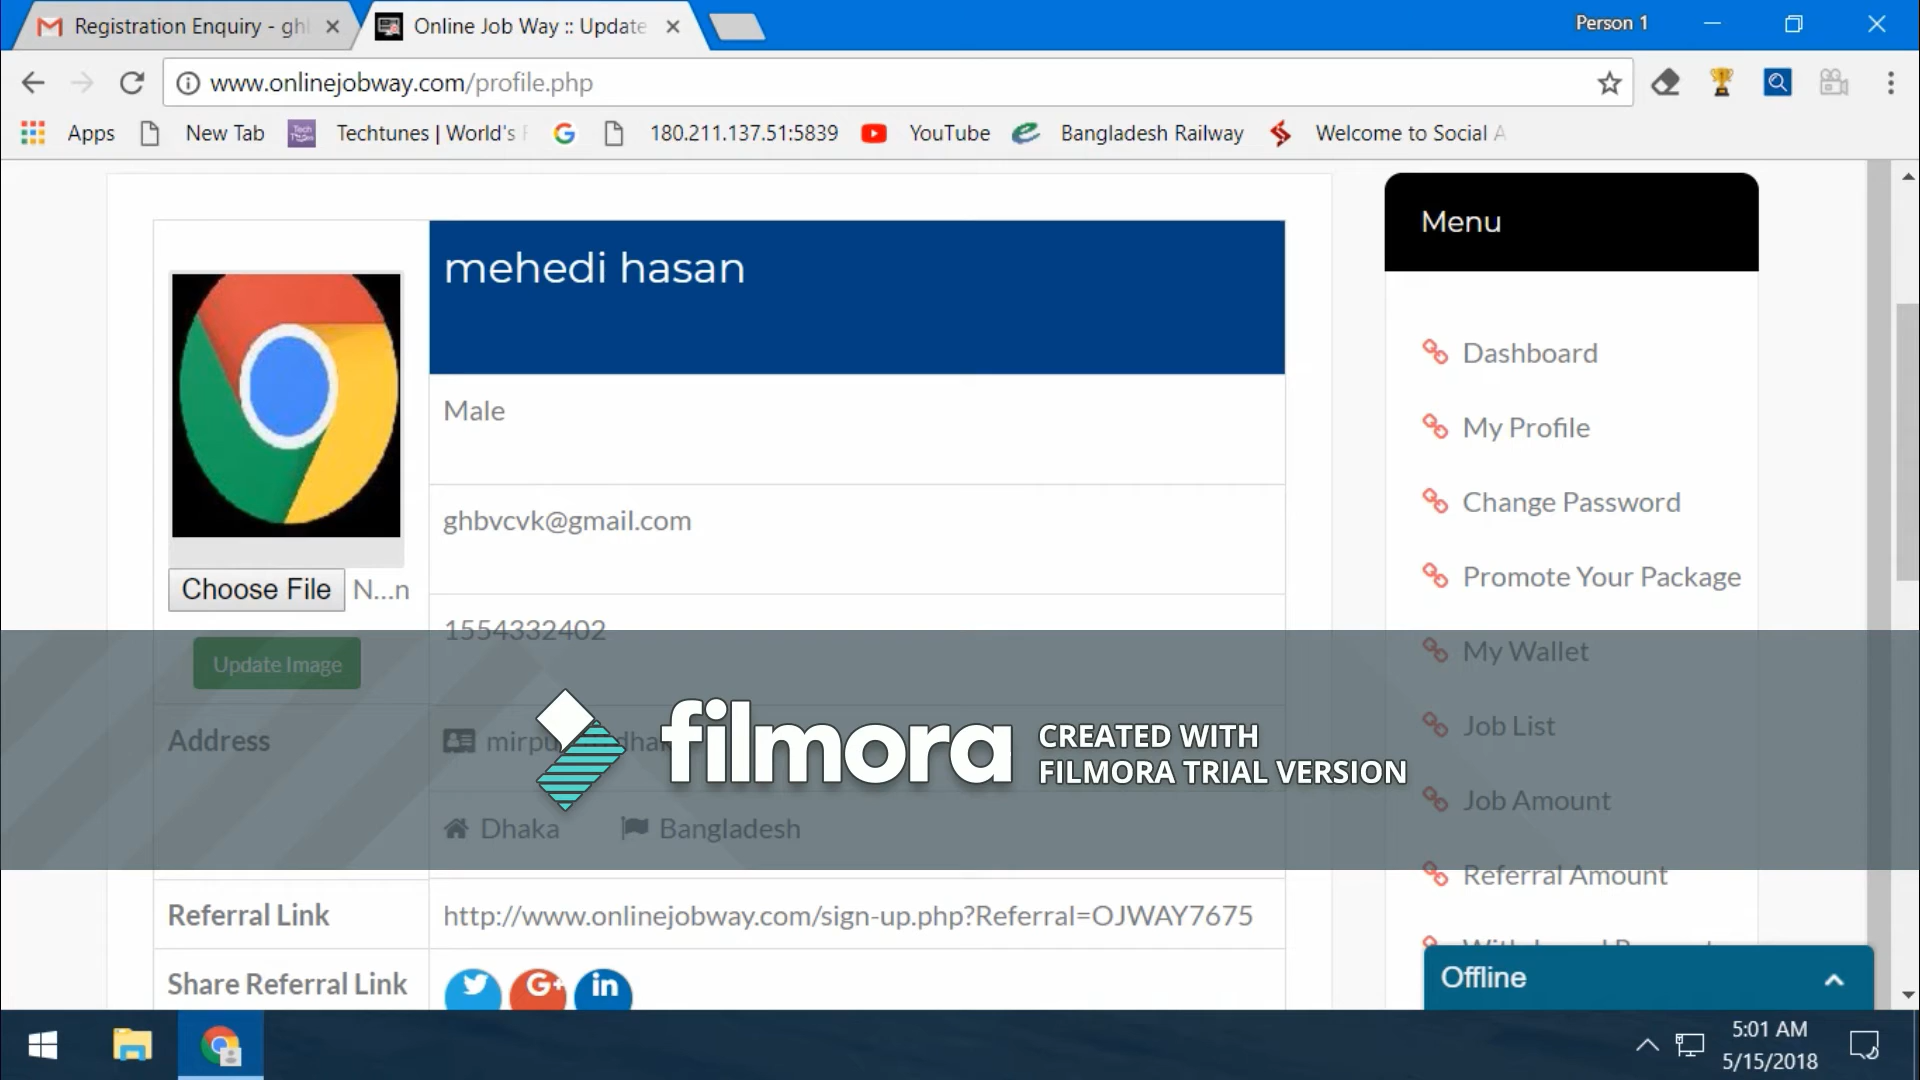 Registration Enquiry - gh
Online Job Way :: Update
Person 1
www.onlinejobway.com/profile.php
Apps
New Tab
Tech
Techtunes | World's
180.211.137.51:5839
YouTube
Bangladesh Railway
Welcome to Social A
mehedi hasan
Male
ghbvcvk@gmail.com
1554332402
Choose File N...n
Update Image
Address
Dhaka
Bangladesh
Referral Link
http://www.onlinejobway.com/sign-up.php?Referral=OJWAY7675
Share Referral Link
G+
in
Menu
Dashboard
My Profile
Change Password
Promote Your Package
My Wallet
Job List
Job Amount
Referral Amount
Offline
filmora
CREATED WITH
FILMORA TRIAL VERSION
5:01 AM
5/15/2018